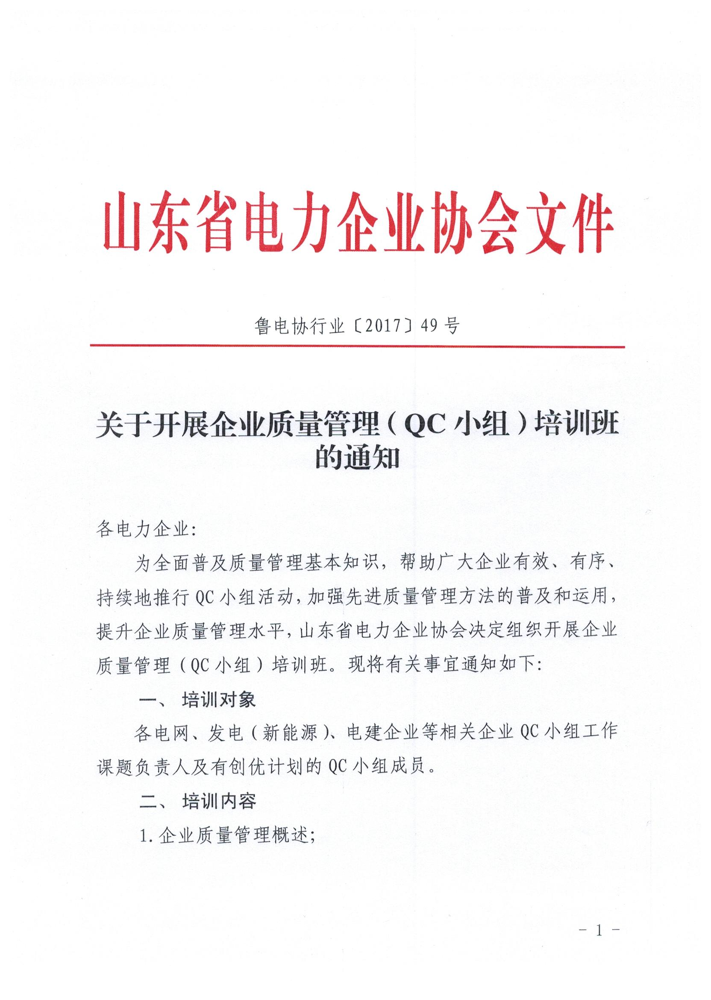 山东省电力企业协会文件
鲁电协行业〔2017〕49 号
关于开展企业质量管理（QC 小组）培训班
的通知
各电力企业：
为全面普及质量管理基本知识，帮助广大企业有效、有序、
持续地推行 QC 小组活动，加强先进质量管理方法的普及和运用，
提升企业质量管理水平，山东省电力企业协会决定组织开展企业
质量管理（QC 小组）培训班。现将有关事宜通知如下：
一、 培训对象
各电网、发电（新能源）、电建企业等相关企业 QC 小组工作
课题负责人及有创优计划的 QC 小组成员。
二、 培训内容
1. 企业质量管理概述；
- 1 -